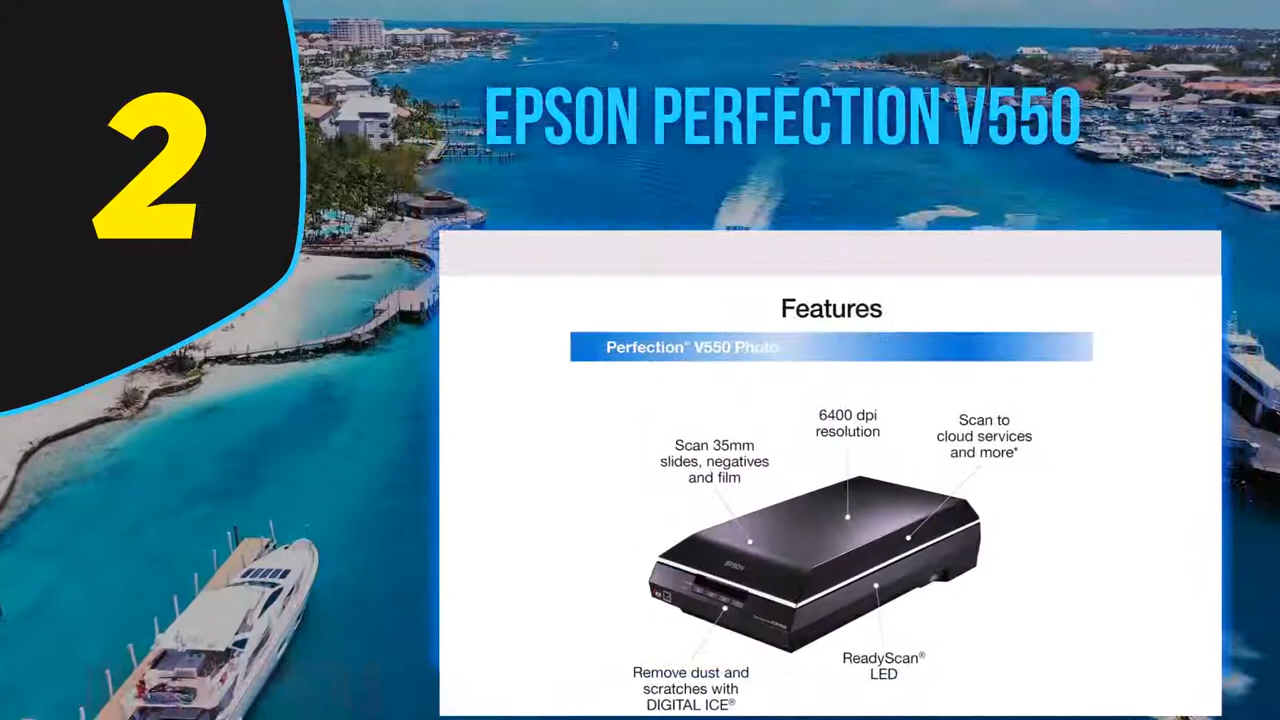 2
EPSON PERFECTION V550
Features
Perfection™ V550 Photo
6400 dpi
resolution
Scan to
cloud services
and more*
Scan 35mm
slides, negatives
and film
EPSON
ReadyScan®
LED
Remove dust and
scratches with
DIGITAL ICE®